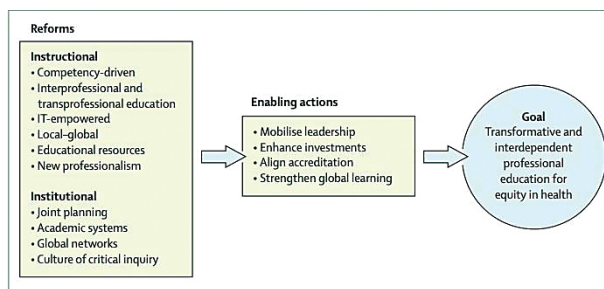 Reforms
Instructional
• Competency-driven
• Interprofessional and
transprofessional education
• IT-empowered
• Local–global
• Educational resources
• New professionalism
Institutional
• Joint planning
• Academic systems
• Global networks
• Culture of critical inquiry
Enabling actions
• Mobilise leadership
• Enhance investments
• Align accreditation
• Strengthen global learning
Goal
Transformative and
interdependent
professional
education for
equity in health